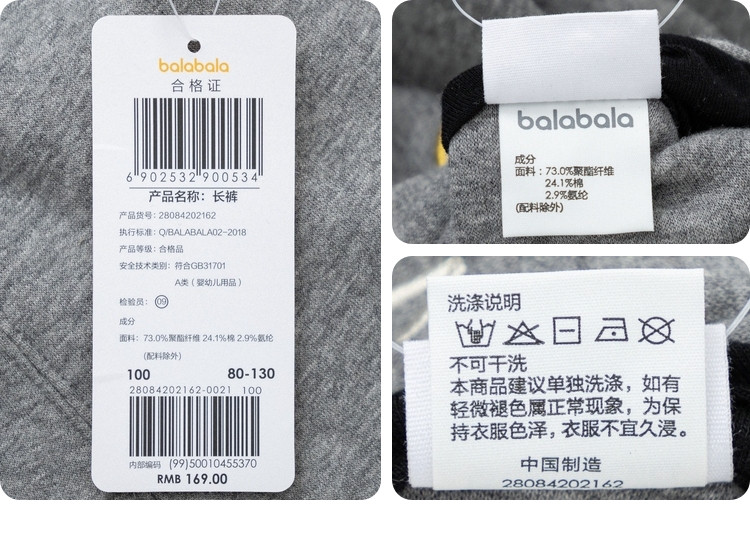 balabala
合格证
6 902532 900534
产品名称：长裤
产品货号：28084202162
执行标准：Q/BALABALA02-2018
产品等级：合格品
安全技术类别：符合GB31701
A类（婴幼儿用品）
检验员：09
成分
面料：73.0%聚酯纤维 24.1%棉 2.9%氨纶
(配料除外)
100 80-130
28084202162-0021 100
内部编码 (99)50010455370
RMB 169.00
balabala
成分
面料：73.0%聚酯纤维
24.1%棉
2.9%氨纶
(配料除外)
洗涤说明
不可干洗
本商品建议单独洗涤，如有
轻微褪色属正常现象，为保
持衣服色泽，衣服不宜久浸。
中国制造
28084202162